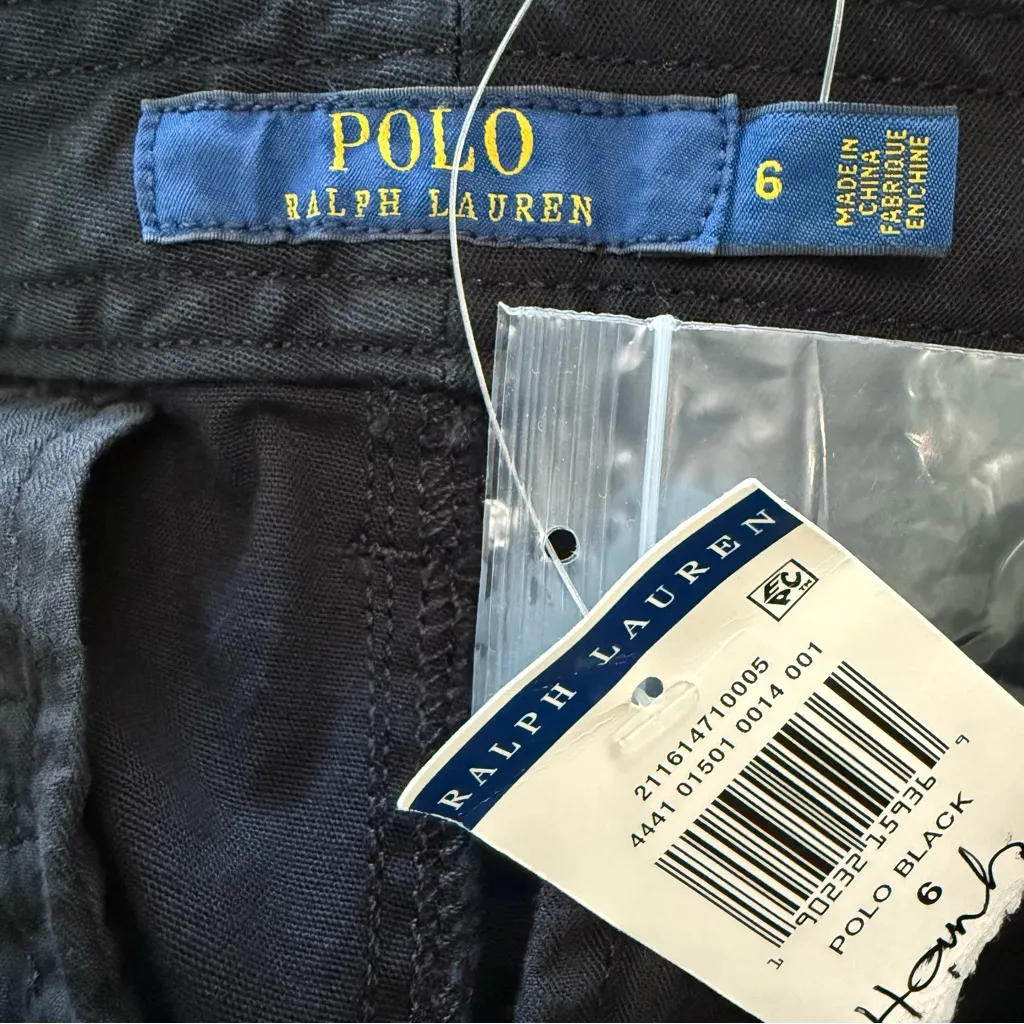 POLO
RALPH LAUREN
6
MADE IN
CHINA
FABRIQUE
EN CHINE
RALPH LAUREN
EPC™
211614710005
4441 01501 0014 001
1 90232 15936 9
POLO BLACK
6